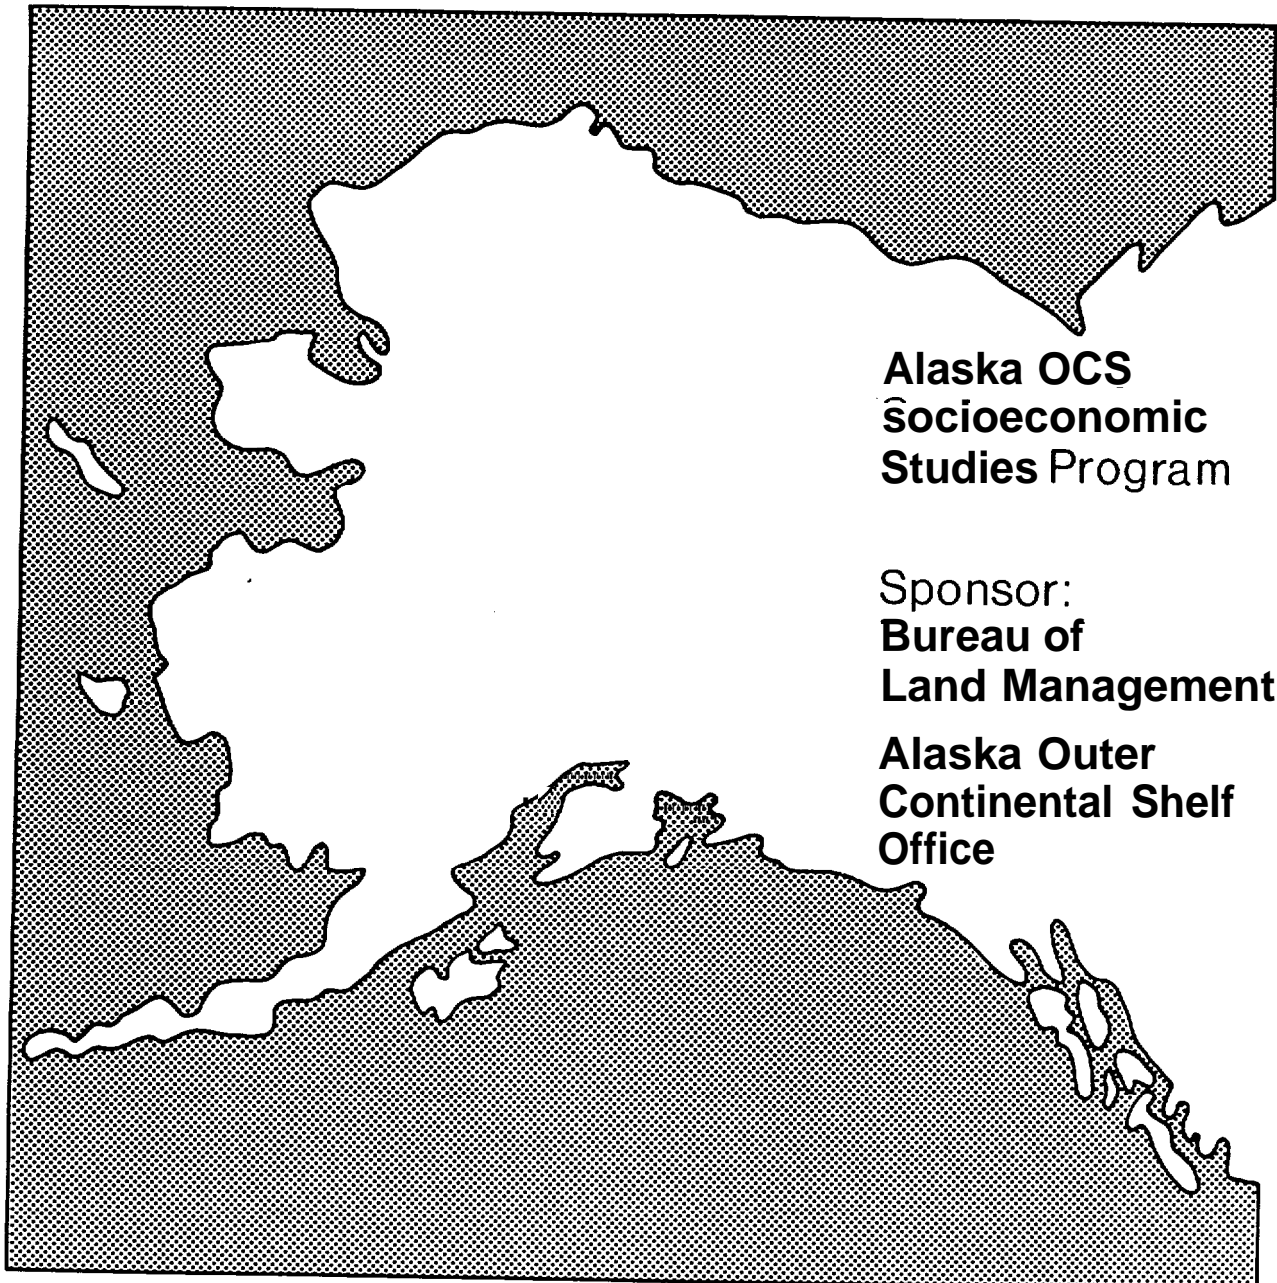 Alaska OCS
Socioeconomic
Studies Program
Sponsor:
Bureau of
Land Management
Alaska Outer
Continental Shelf
Office